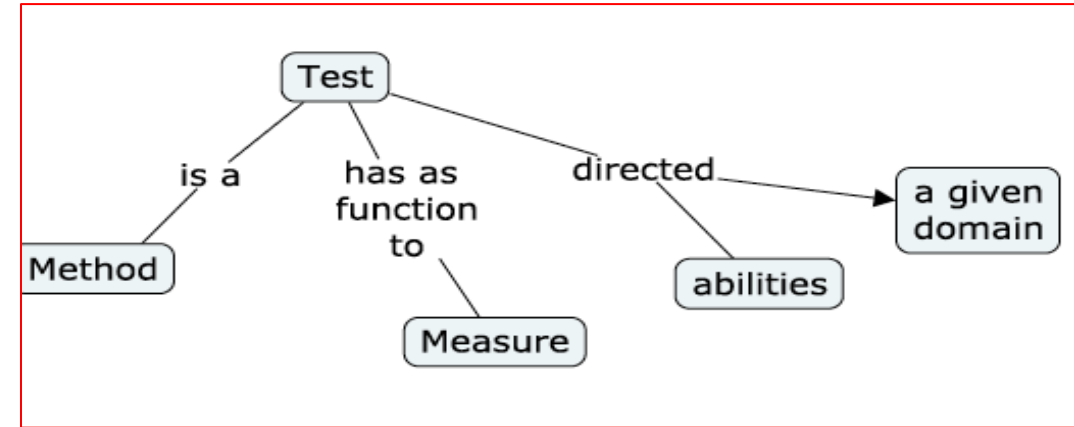 Test
is a
has as
function
to
directed
a given
domain
Method
abilities
Measure